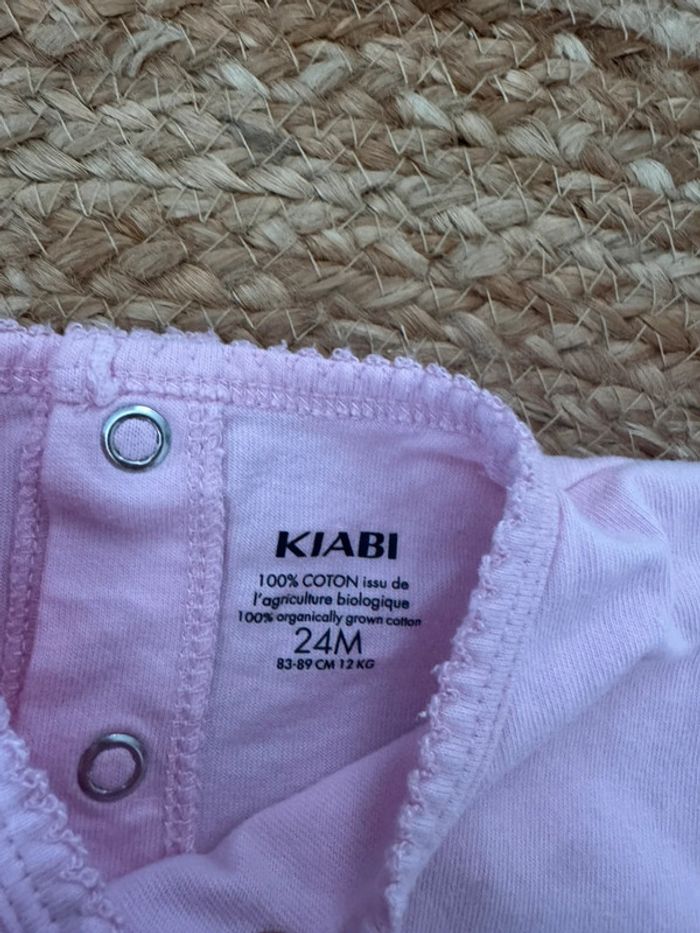 KIABI
100% COTON issu de
l'agriculture biologique
100% organically grown cotton
24M
83-89 CM 12 KG